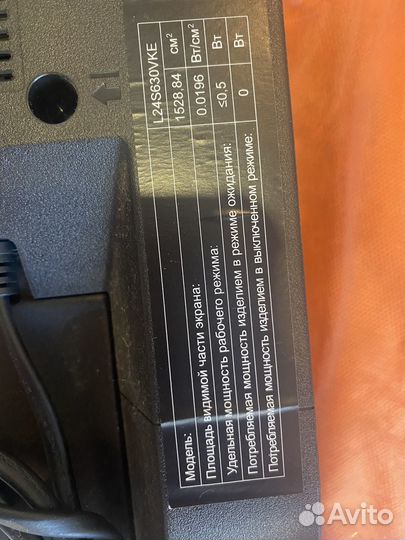 Модель: L24S630VKE
Площадь видимой части экрана: 1528.84 см²
Удельная мощность рабочего режима: 0.0196 Вт/см²
Потребляемая мощность изделием в режиме ожидания: ≤0,5 Вт
Потребляемая мощность изделием в выключенном режиме: 0 Вт
Avito